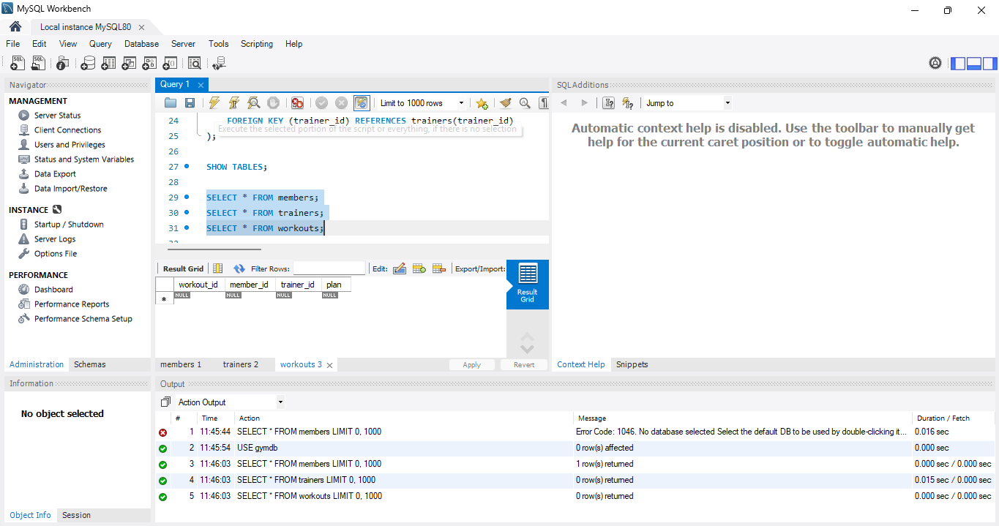 MySQL Workbench
Local instance MySQL80
File Edit View Query Database Server Tools Scripting Help
Navigator
MANAGEMENT
Server Status
Client Connections
Users and Privileges
Status and System Variables
Data Export
Data Import/Restore
INSTANCE
Startup / Shutdown
Server Logs
Options File
PERFORMANCE
Dashboard
Performance Reports
Performance Schema Setup
Administration Schemas
Information
No object selected
Object Info Session
Query 1
Limit to 1000 rows
24 FOREIGN KEY (trainer_id) REFERENCES trainers(trainer_id)
Execute the selected portion of the script or everything, if there is no selection
25 );
26
27 SHOW TABLES;
28
29 SELECT * FROM members;
30 SELECT * FROM trainers;
31 SELECT * FROM workouts;
32
Result Grid Filter Rows: Edit: Export/Import:
workout_id member_id trainer_id plan
NULL NULL NULL NULL
Result
Grid
members 1 trainers 2 workouts 3 Apply Revert
SQLAdditions
Jump to
Automatic context help is disabled. Use the toolbar to manually get
help for the current caret position or to toggle automatic help.
Context Help Snippets
Output
Action Output
# Time Action Message Duration / Fetch
1 11:45:44 SELECT * FROM members LIMIT 0, 1000 Error Code: 1046. No database selected Select the default DB to be used by double-clicking it... 0.016 sec
2 11:45:54 USE gymdb 0 row(s) affected 0.000 sec
3 11:46:03 SELECT * FROM members LIMIT 0, 1000 1 row(s) returned 0.000 sec / 0.000 sec
4 11:46:03 SELECT * FROM trainers LIMIT 0, 1000 0 row(s) returned 0.015 sec / 0.000 sec
5 11:46:03 SELECT * FROM workouts LIMIT 0, 1000 0 row(s) returned 0.000 sec / 0.000 sec